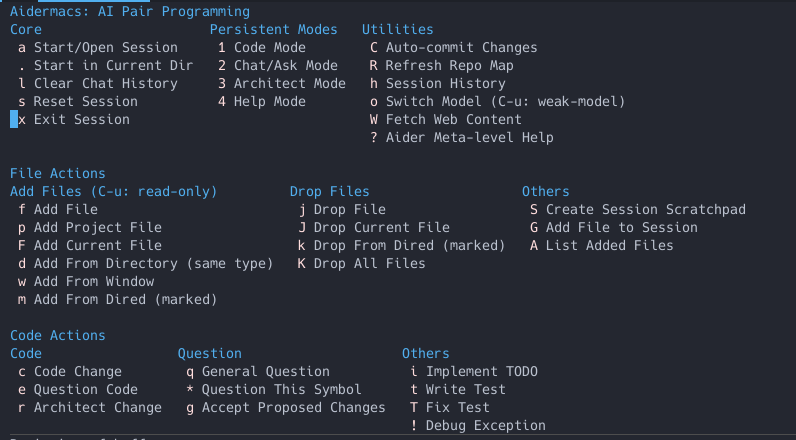 Aidermacs: AI Pair Programming
Core Persistent Modes Utilities
a Start/Open Session 1 Code Mode C Auto-commit Changes
. Start in Current Dir 2 Chat/Ask Mode R Refresh Repo Map
l Clear Chat History 3 Architect Mode h Session History
s Reset Session 4 Help Mode o Switch Model (C-u: weak-model)
x Exit Session W Fetch Web Content
? Aider Meta-level Help
File Actions
Add Files (C-u: read-only) Drop Files Others
f Add File j Drop File S Create Session Scratchpad
p Add Project File J Drop Current File G Add File to Session
F Add Current File k Drop From Dired (marked) A List Added Files
d Add From Directory (same type) K Drop All Files
w Add From Window
m Add From Dired (marked)
Code Actions
Code Question Others
c Code Change q General Question i Implement TODO
e Question Code * Question This Symbol t Write Test
r Architect Change g Accept Proposed Changes T Fix Test
! Debug Exception